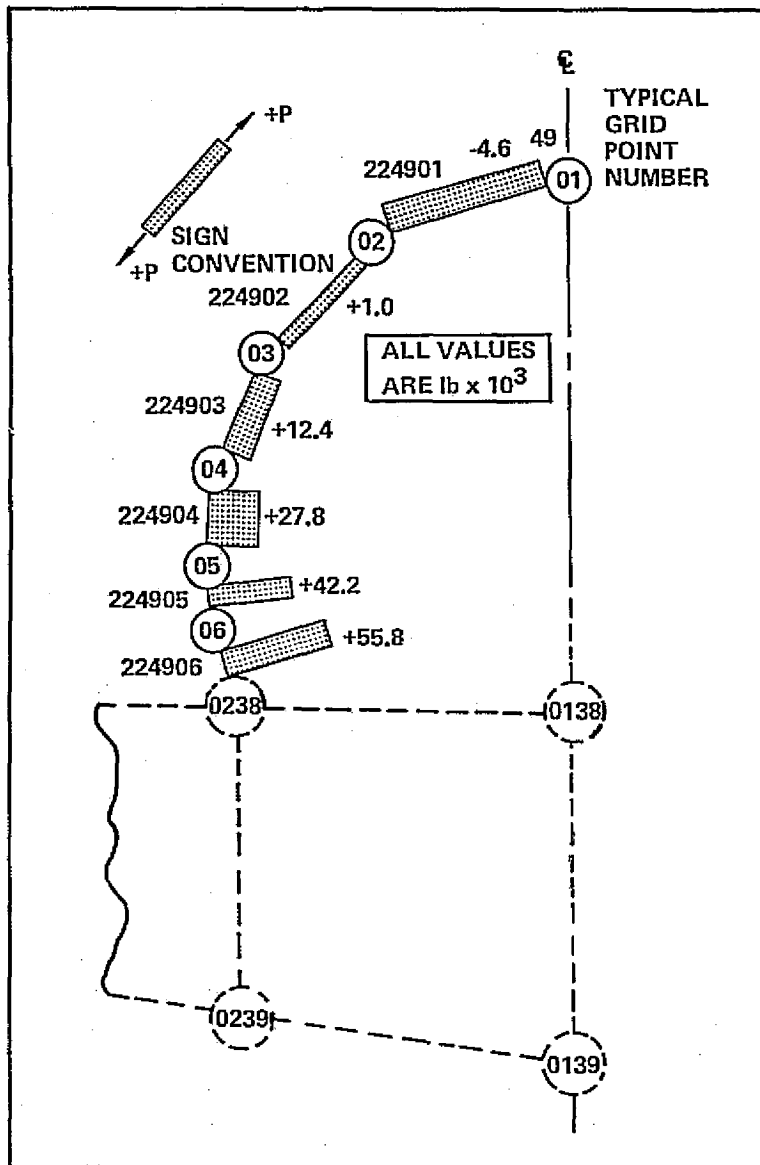 ℄
+P
TYPICAL
GRID
POINT
NUMBER
49
-4.6
224901
01
SIGN
CONVENTION
+P
02
224902
+1.0
03
ALL VALUES
ARE lb x 10³
224903
+12.4
04
224904
+27.8
05
224905
+42.2
06
224906
+55.8
0238
0138
0239
0139